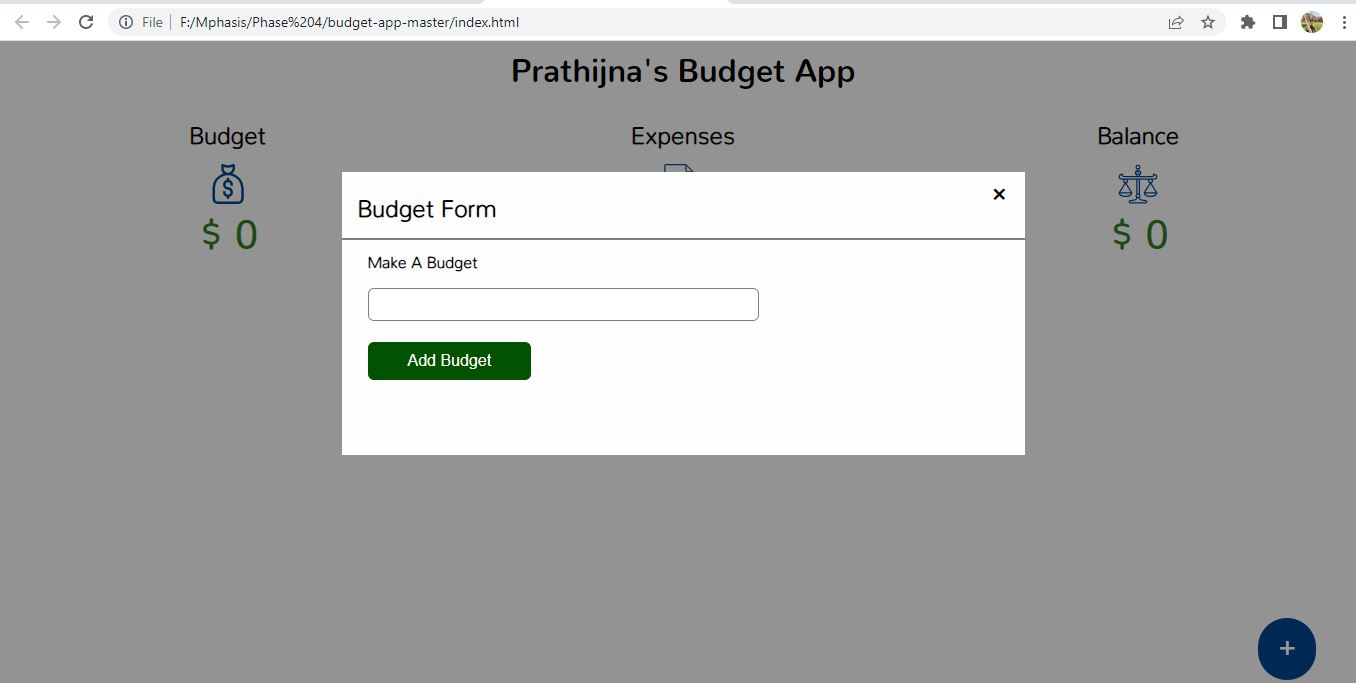 File F:/Mphasis/Phase%204/budget-app-master/index.html
Prathijna's Budget App
Budget Expenses Balance
$ 0 $ 0
Budget Form ×
Make A Budget
Add Budget
+